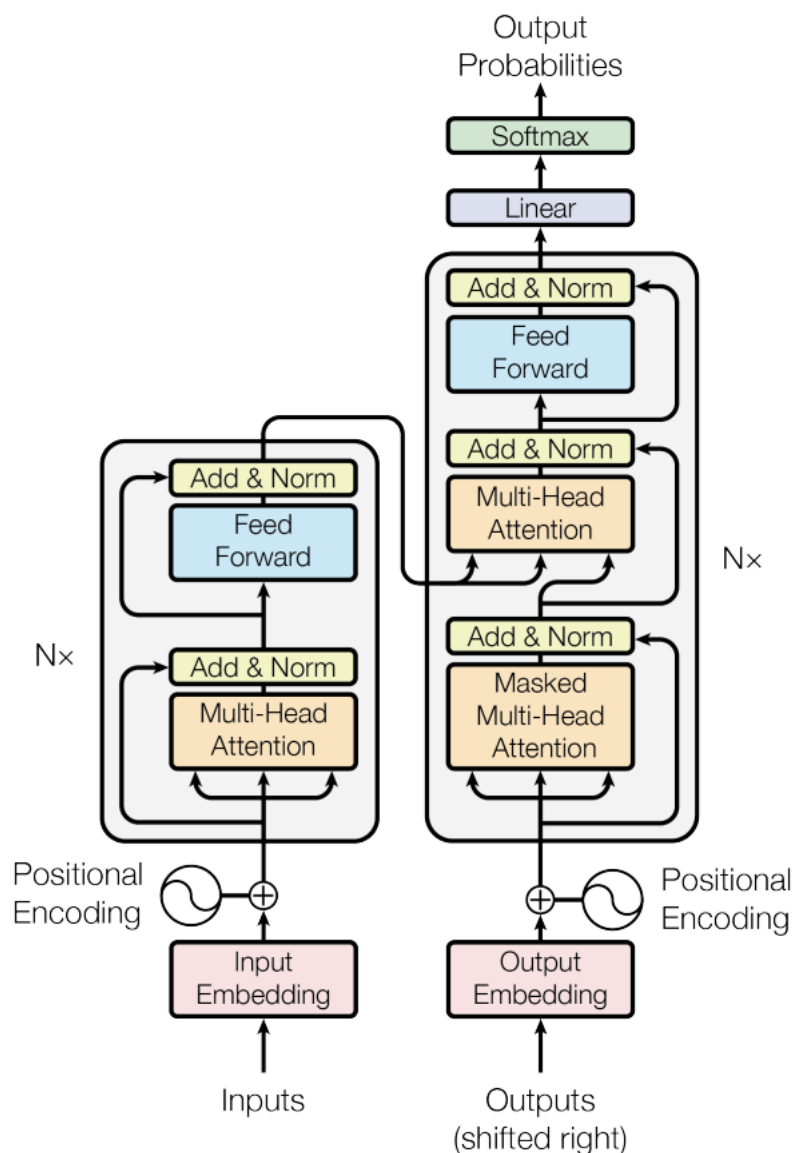 Output
Probabilities
Softmax
Linear
Add & Norm
Feed
Forward
Add & Norm
Multi-Head
Attention
Add & Norm
Masked
Multi-Head
Attention
N×
Add & Norm
Feed
Forward
Add & Norm
Multi-Head
Attention
N×
Positional
Encoding
Positional
Encoding
Input
Embedding
Output
Embedding
Inputs
Outputs
(shifted right)